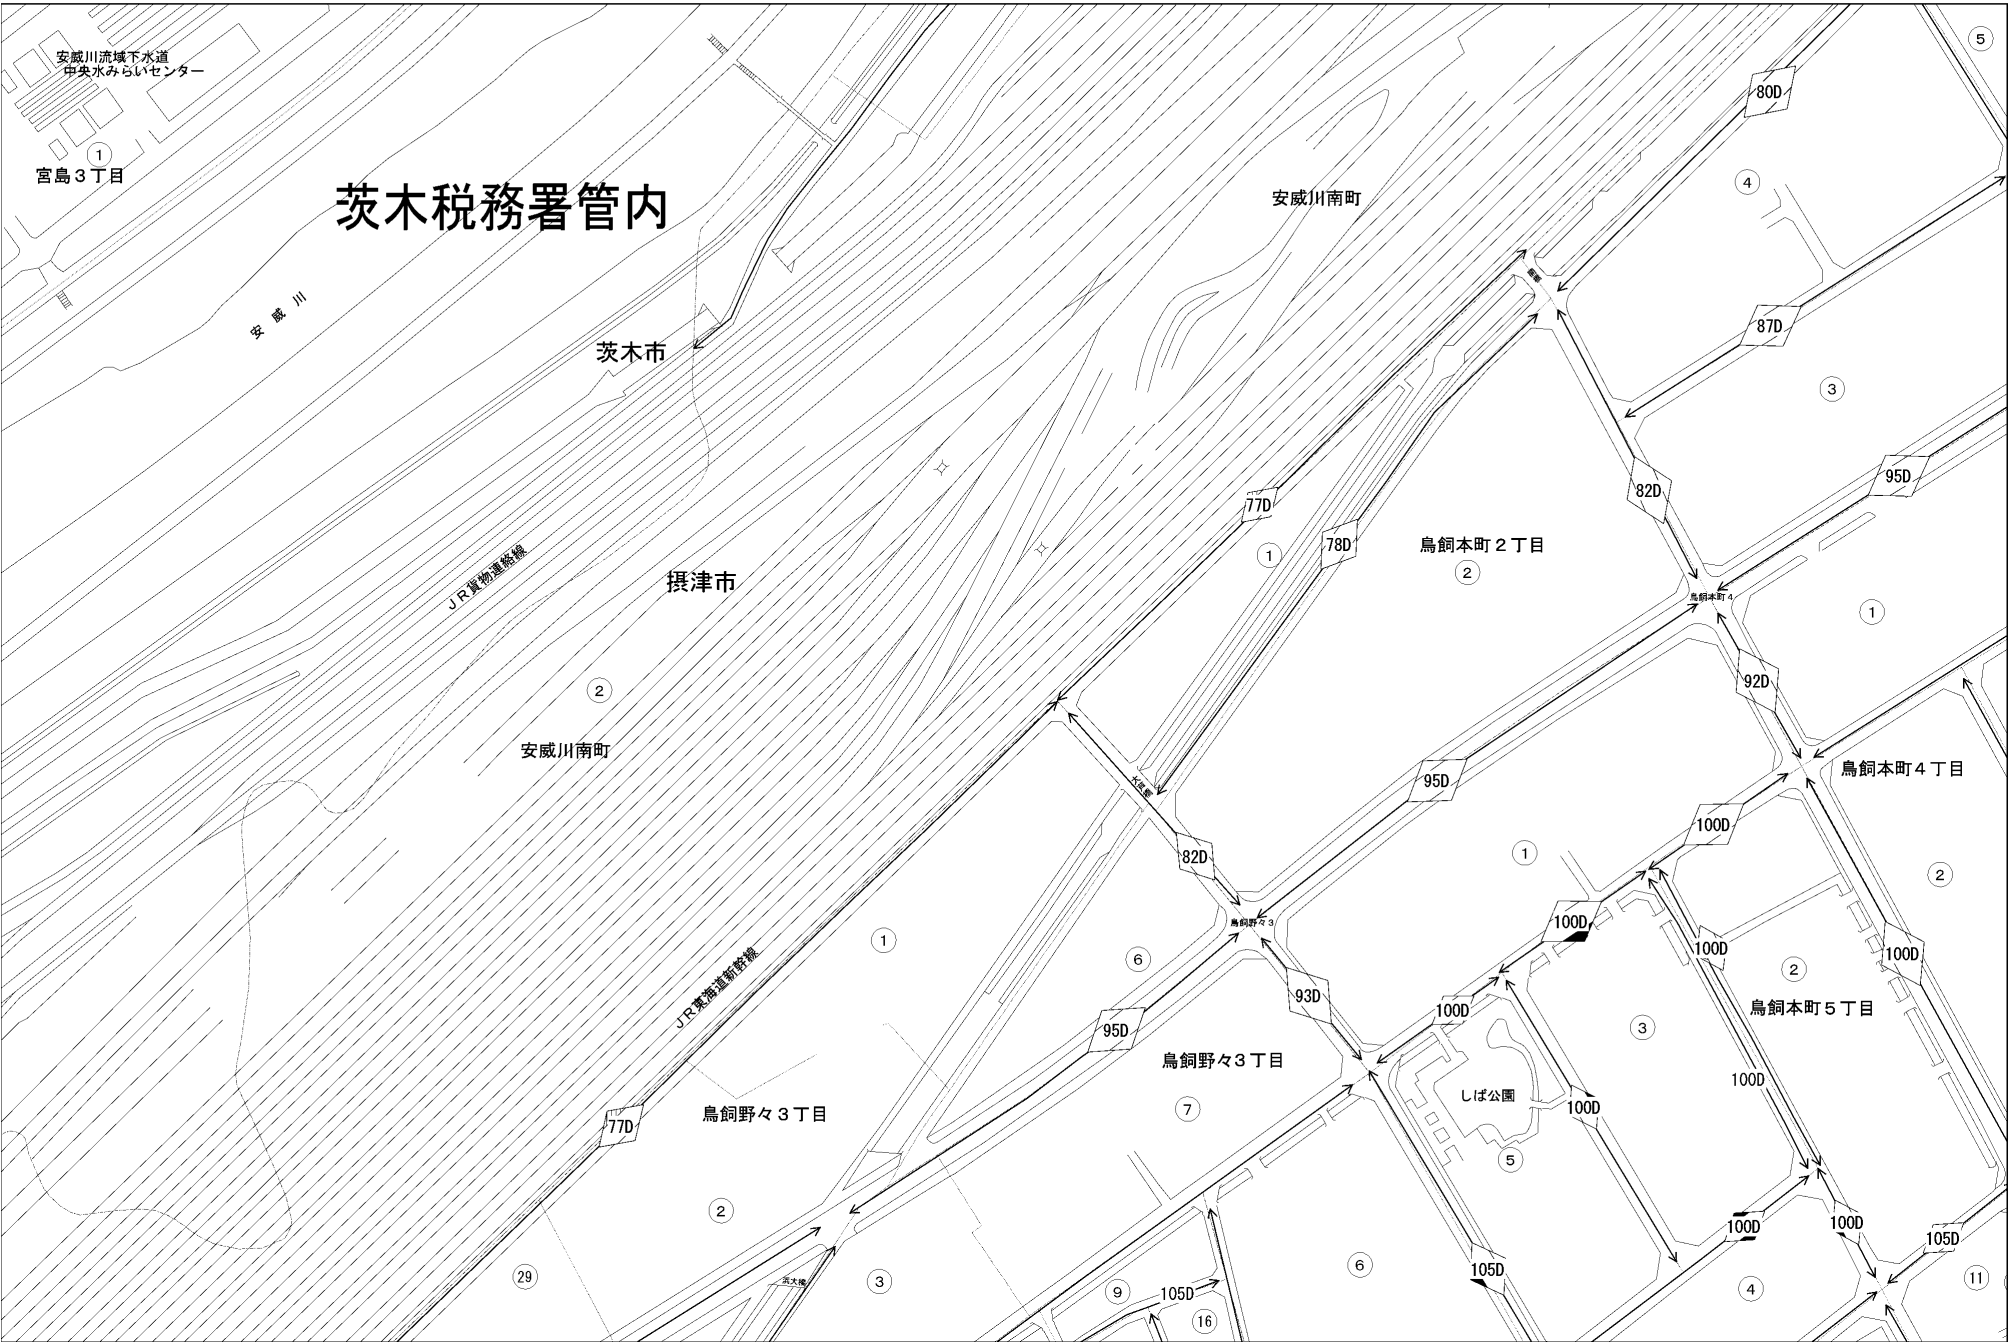 安威川流域下水道
中央水みらいセンター
①
宮島3丁目
茨木税務署管内
安威川
茨木市
JR貨物連絡線
摂津市
②
安威川南町
安威川南町
JR東海道新幹線
80D
⑤
④
87D
③
82D
95D
77D
78D
①
鳥飼本町2丁目
②
鳥飼本町4
①
92D
鳥飼本町4丁目
95D
100D
82D
①
②
100D
鳥飼野々3
100D
100D
①
⑥
93D
②
鳥飼本町5丁目
100D
95D
③
鳥飼野々3丁目
100D
しば公園
100D
鳥飼野々3丁目
⑦
77D
⑤
②
100D
100D
105D
29
浜大橋
③
⑨
105D
16
⑥
105D
④
11